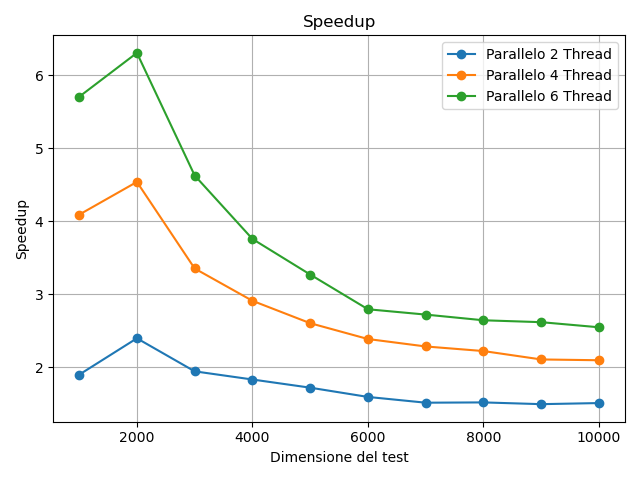 Speedup
Parallelo 2 Thread
Parallelo 4 Thread
Parallelo 6 Thread
Speedup
6
5
4
3
2
2000 4000 6000 8000 10000
Dimensione del test